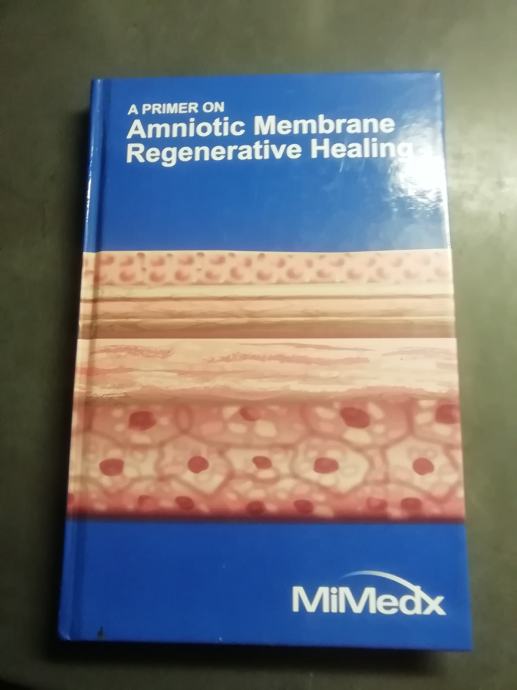 A PRIMER ON
Amniotic Membrane
Regenerative Healing
MiMedx